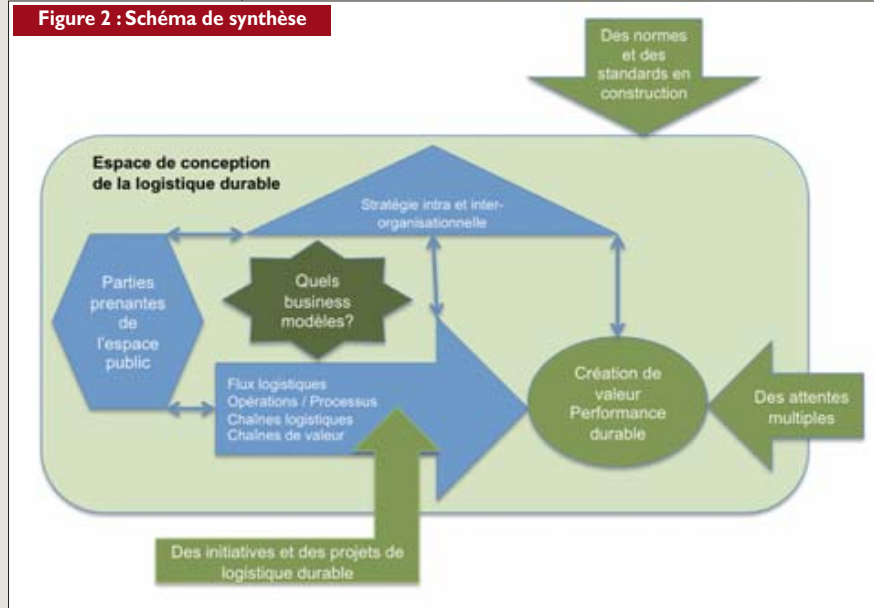 Figure 2 : Schéma de synthèse
Des normes
et des
standards en
construction
Espace de conception
de la logistique durable
Stratégie intra et inter-
organisationnelle
Parties
prenantes
de
l'espace
public
Quels
business
modèles?
Flux logistiques
Opérations / Processus
Chaînes logistiques
Chaînes de valeur
Création de
valeur
Performance
durable
Des attentes
multiples
Des initiatives et des projets de
logistique durable